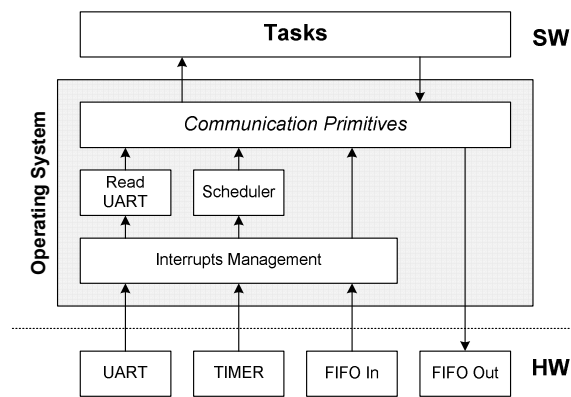 Tasks
SW
Operating System
Communication Primitives
Read
UART
Scheduler
Interrupts Management
UART
TIMER
FIFO In
FIFO Out
HW